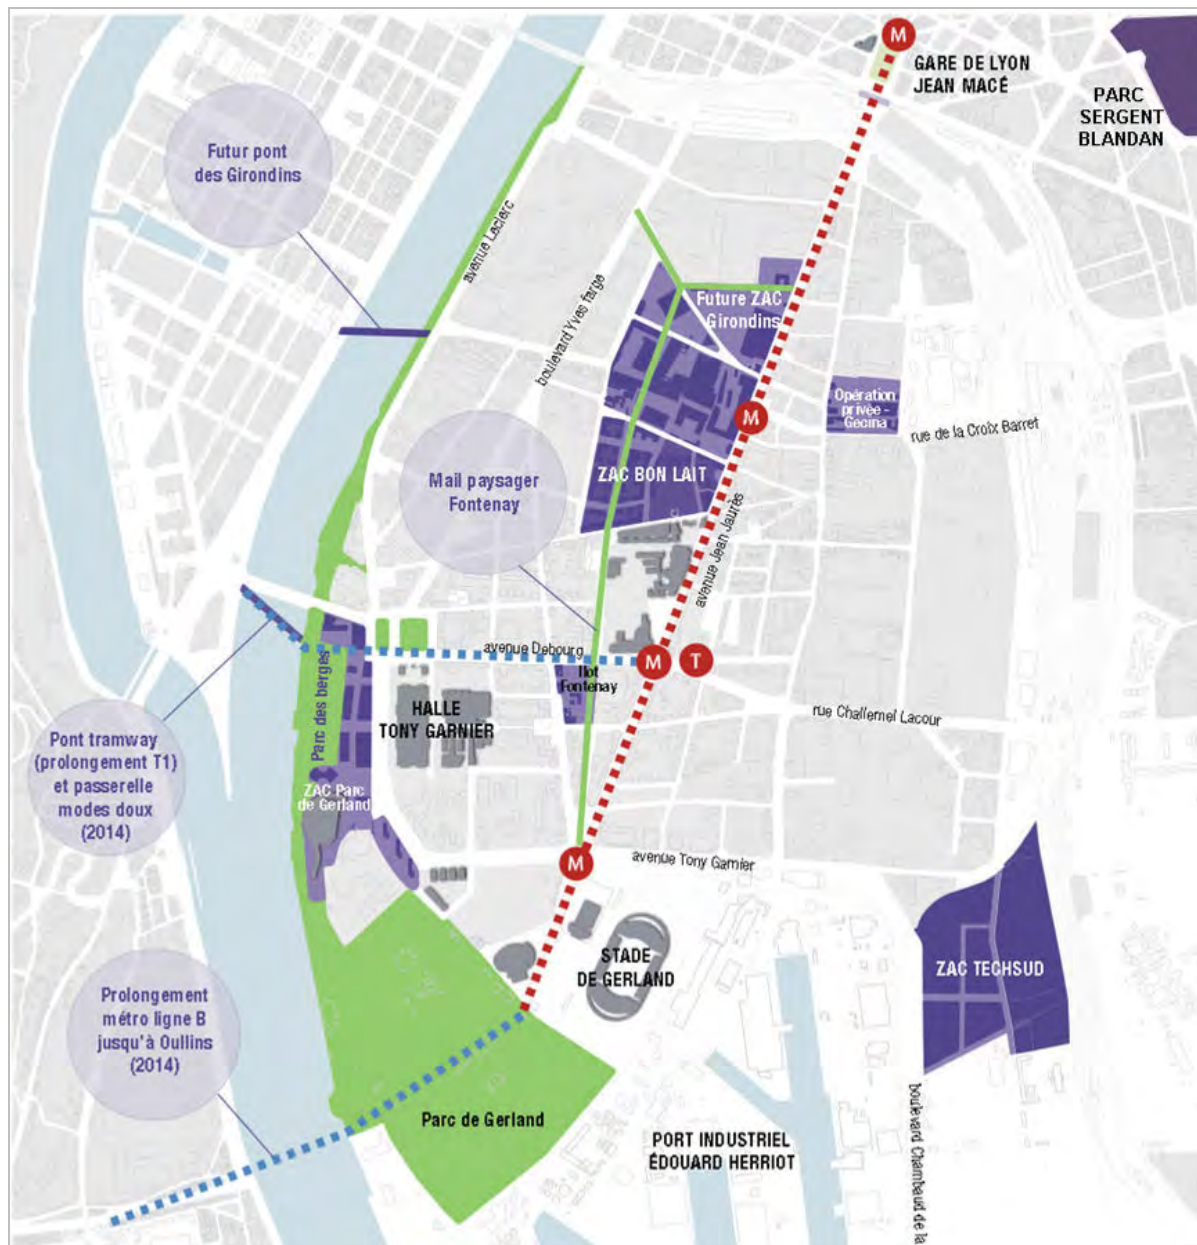 M
GARE DE LYON
JEAN MACÉ
PARC
SERGENT
BLANDAN
Futur pont
des Girondins
avenue Leclerc
boulevard Yves farge
Future ZAC
Girondins
Opération
privée -
Gecina
M
rue de la Croix Barret
Mail paysager
Fontenay
ZAC BON LAIT
avenue Jean Jaurès
avenue Debourg
M
T
Ilot
Fontenay
Parc des berges
HALLE
TONY GARNIER
rue Challemel Lacour
Pont tramway
(prolongement T1)
et passerelle
modes doux
(2014)
ZAC Parc
de Gerland
M
avenue Tony Garnier
STADE
DE GERLAND
ZAC TECHSUD
Prolongement
métro ligne B
jusqu'à Oullins
(2014)
Parc de Gerland
PORT INDUSTRIEL
ÉDOUARD HERRIOT
boulevard Chambaud de la